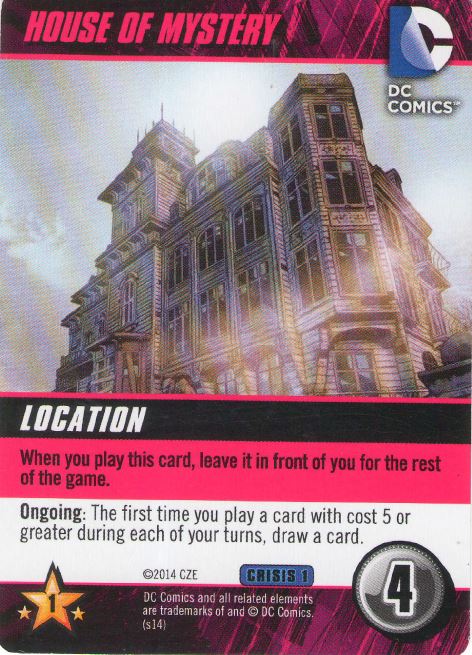 HOUSE OF MYSTERY
DC
COMICS™
LOCATION
When you play this card, leave it in front of you for the rest
of the game.
Ongoing: The first time you play a card with cost 5 or
greater during each of your turns, draw a card.
©2014 CZE
CRISIS 1
1
4
DC Comics and all related elements
are trademarks of and © DC Comics.
(s14)